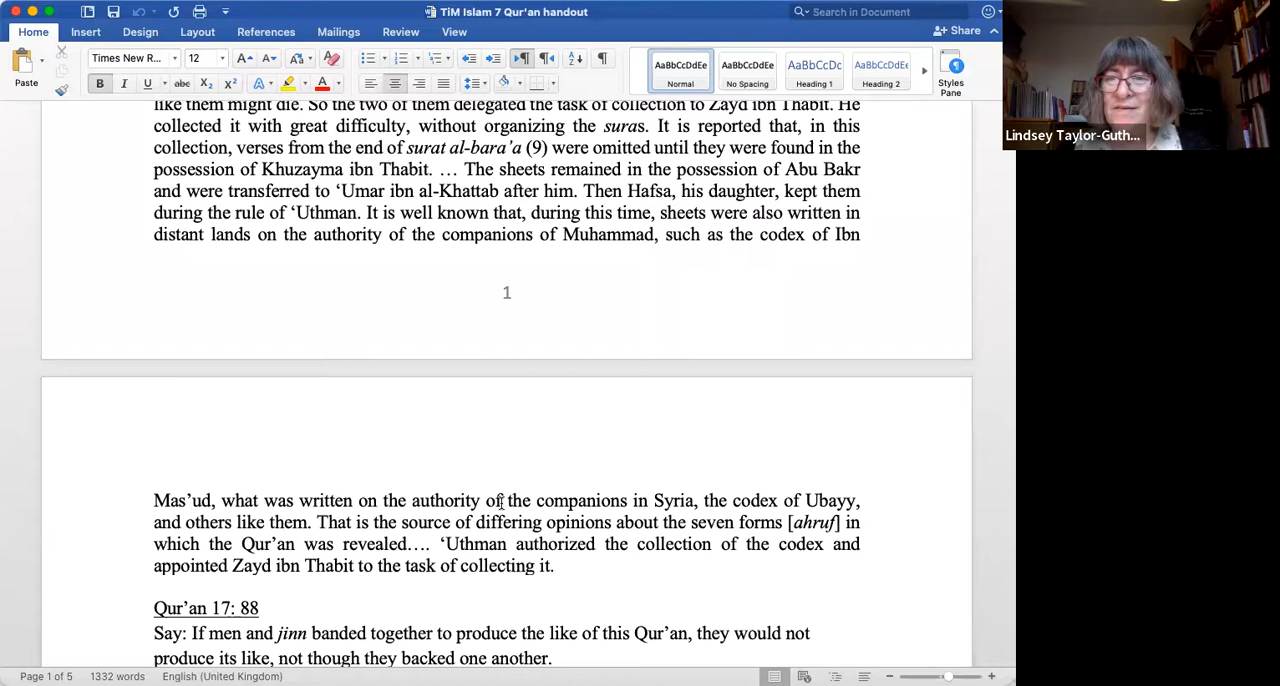 TiM Islam 7 Qur'an handout
Search in Document
Home Insert Design Layout References Mailings Review View
Share
Paste
Times New R... 12
AaBbCcDdEe AaBbCcDdEe AaBbCcDc AaBbCcDdEe
Normal No Spacing Heading 1 Heading 2
Styles
Pane
like them might die. So the two of them delegated the task of collection to Zayd ibn Thabit. He
collected it with great difficulty, without organizing the suras. It is reported that, in this
collection, verses from the end of surat al-bara'a (9) were omitted until they were found in the
possession of Khuzayma ibn Thabit. … The sheets remained in the possession of Abu Bakr
and were transferred to ‘Umar ibn al-Khattab after him. Then Hafsa, his daughter, kept them
during the rule of ‘Uthman. It is well known that, during this time, sheets were also written in
distant lands on the authority of the companions of Muhammad, such as the codex of Ibn
1
Mas’ud, what was written on the authority of the companions in Syria, the codex of Ubayy,
and others like them. That is the source of differing opinions about the seven forms [ahruf] in
which the Qur’an was revealed…. ‘Uthman authorized the collection of the codex and
appointed Zayd ibn Thabit to the task of collecting it.
Qur’an 17: 88
Say: If men and jinn banded together to produce the like of this Qur’an, they would not
produce its like, not though they backed one another.
Page 1 of 5 1332 words English (United Kingdom)
Lindsey Taylor-Guth...